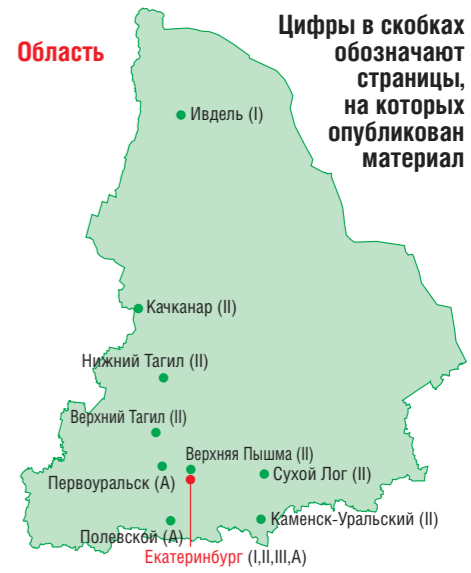 Цифры в скобках
обозначают
страницы,
на которых
опубликован
материал
Область
Ивдель (I)
Качканар (II)
Нижний Тагил (II)
Верхний Тагил (II)
Верхняя Пышма (II)
Первоуральск (А)
Сухой Лог (II)
Каменск-Уральский (II)
Полевской (А)
Екатеринбург (I,II,III,А)